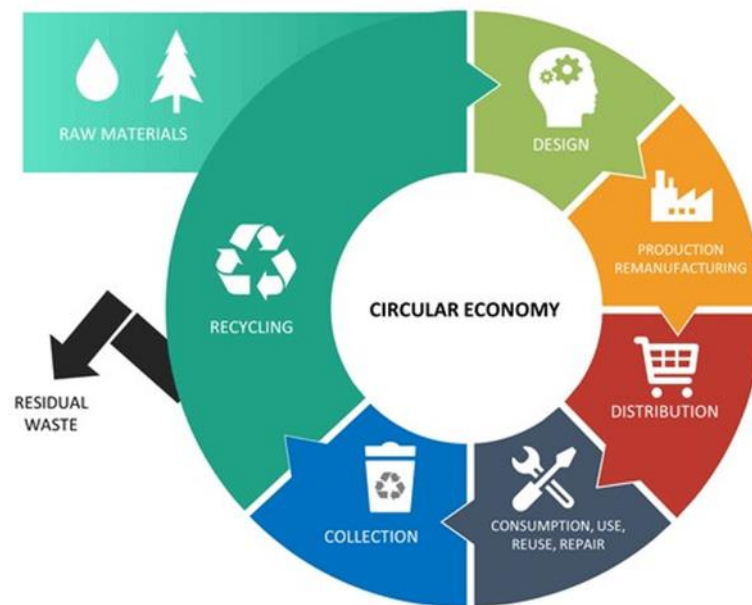 RAW MATERIALS
DESIGN
PRODUCTION
REMANUFACTURING
DISTRIBUTION
CONSUMPTION, USE,
REUSE, REPAIR
COLLECTION
RECYCLING
CIRCULAR ECONOMY
RESIDUAL
WASTE